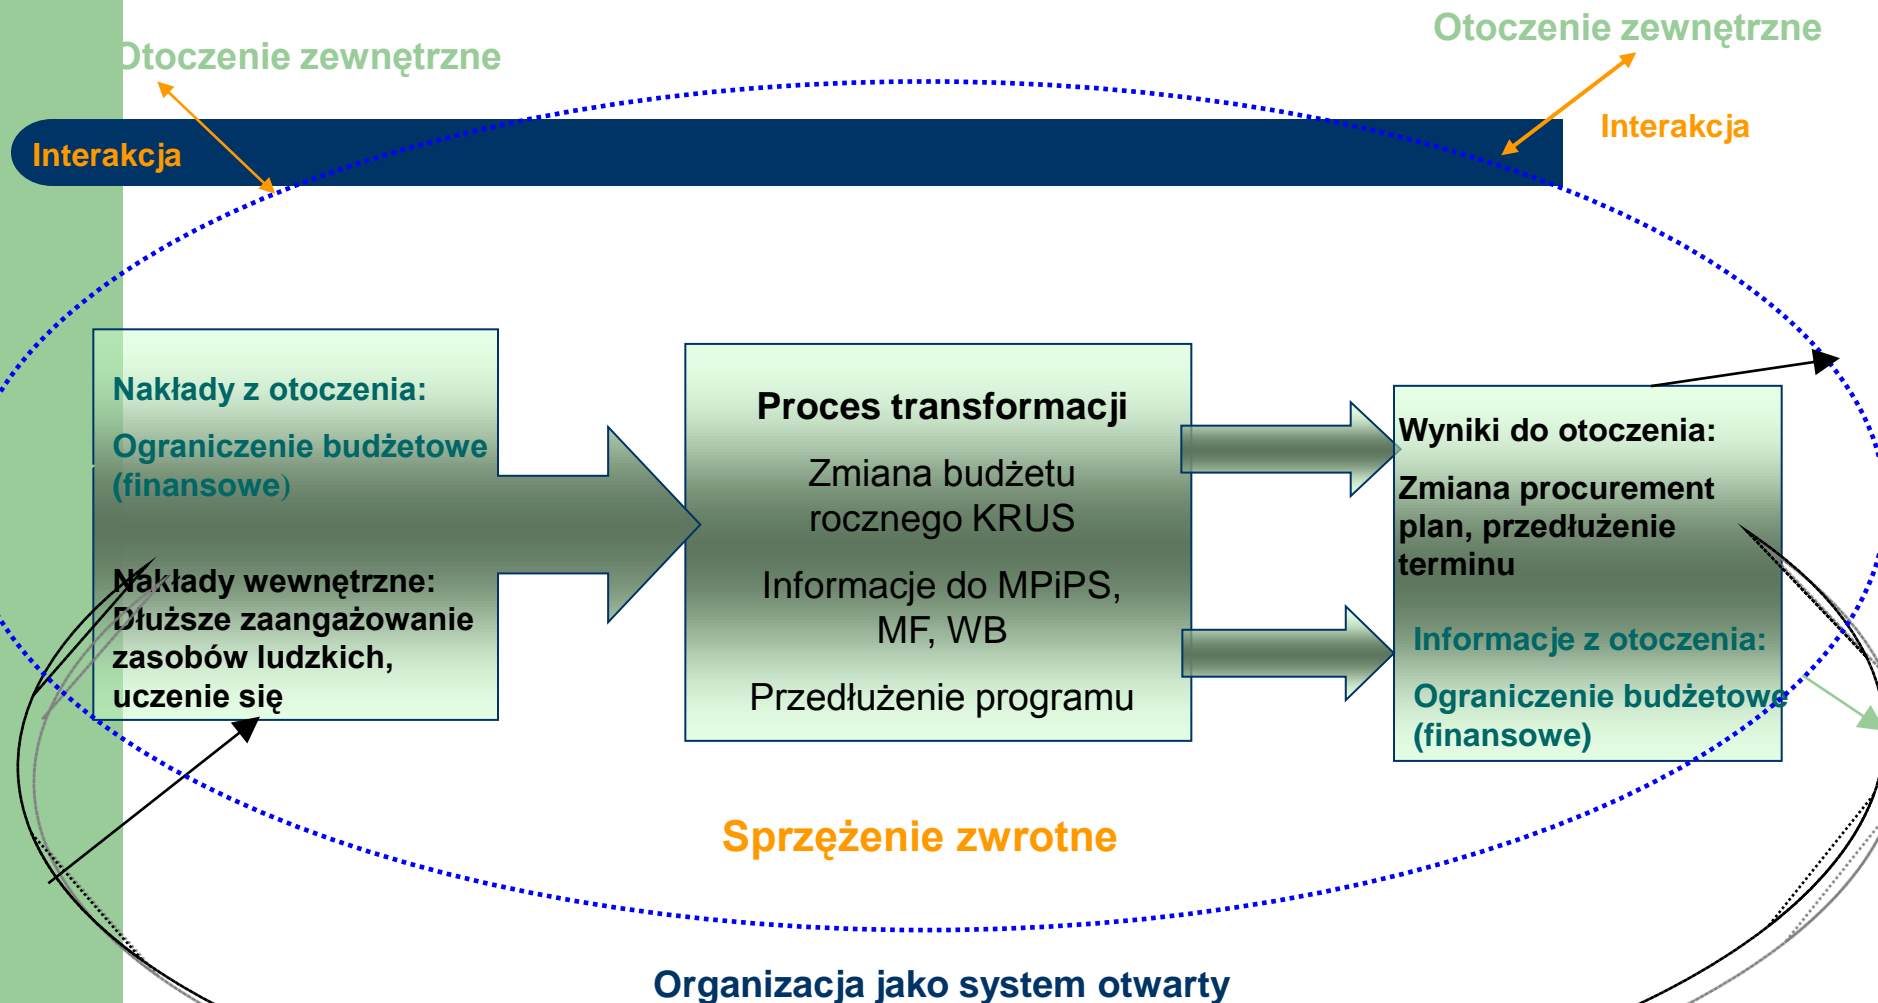 Otoczenie zewnętrzne
Otoczenie zewnętrzne
Interakcja
Interakcja
Nakłady z otoczenia:
Ograniczenie budżetowe
(finansowe)
Nakłady wewnętrzne:
Dłuższe zaangażowanie
zasobów ludzkich,
uczenie się
Proces transformacji
Zmiana budżetu
rocznego KRUS
Informacje do MPiPS,
MF, WB
Przedłużenie programu
Wyniki do otoczenia:
Zmiana procurement
plan, przedłużenie
terminu
Informacje z otoczenia:
Ograniczenie budżetowe
(finansowe)
Sprzężenie zwrotne
Organizacja jako system otwarty